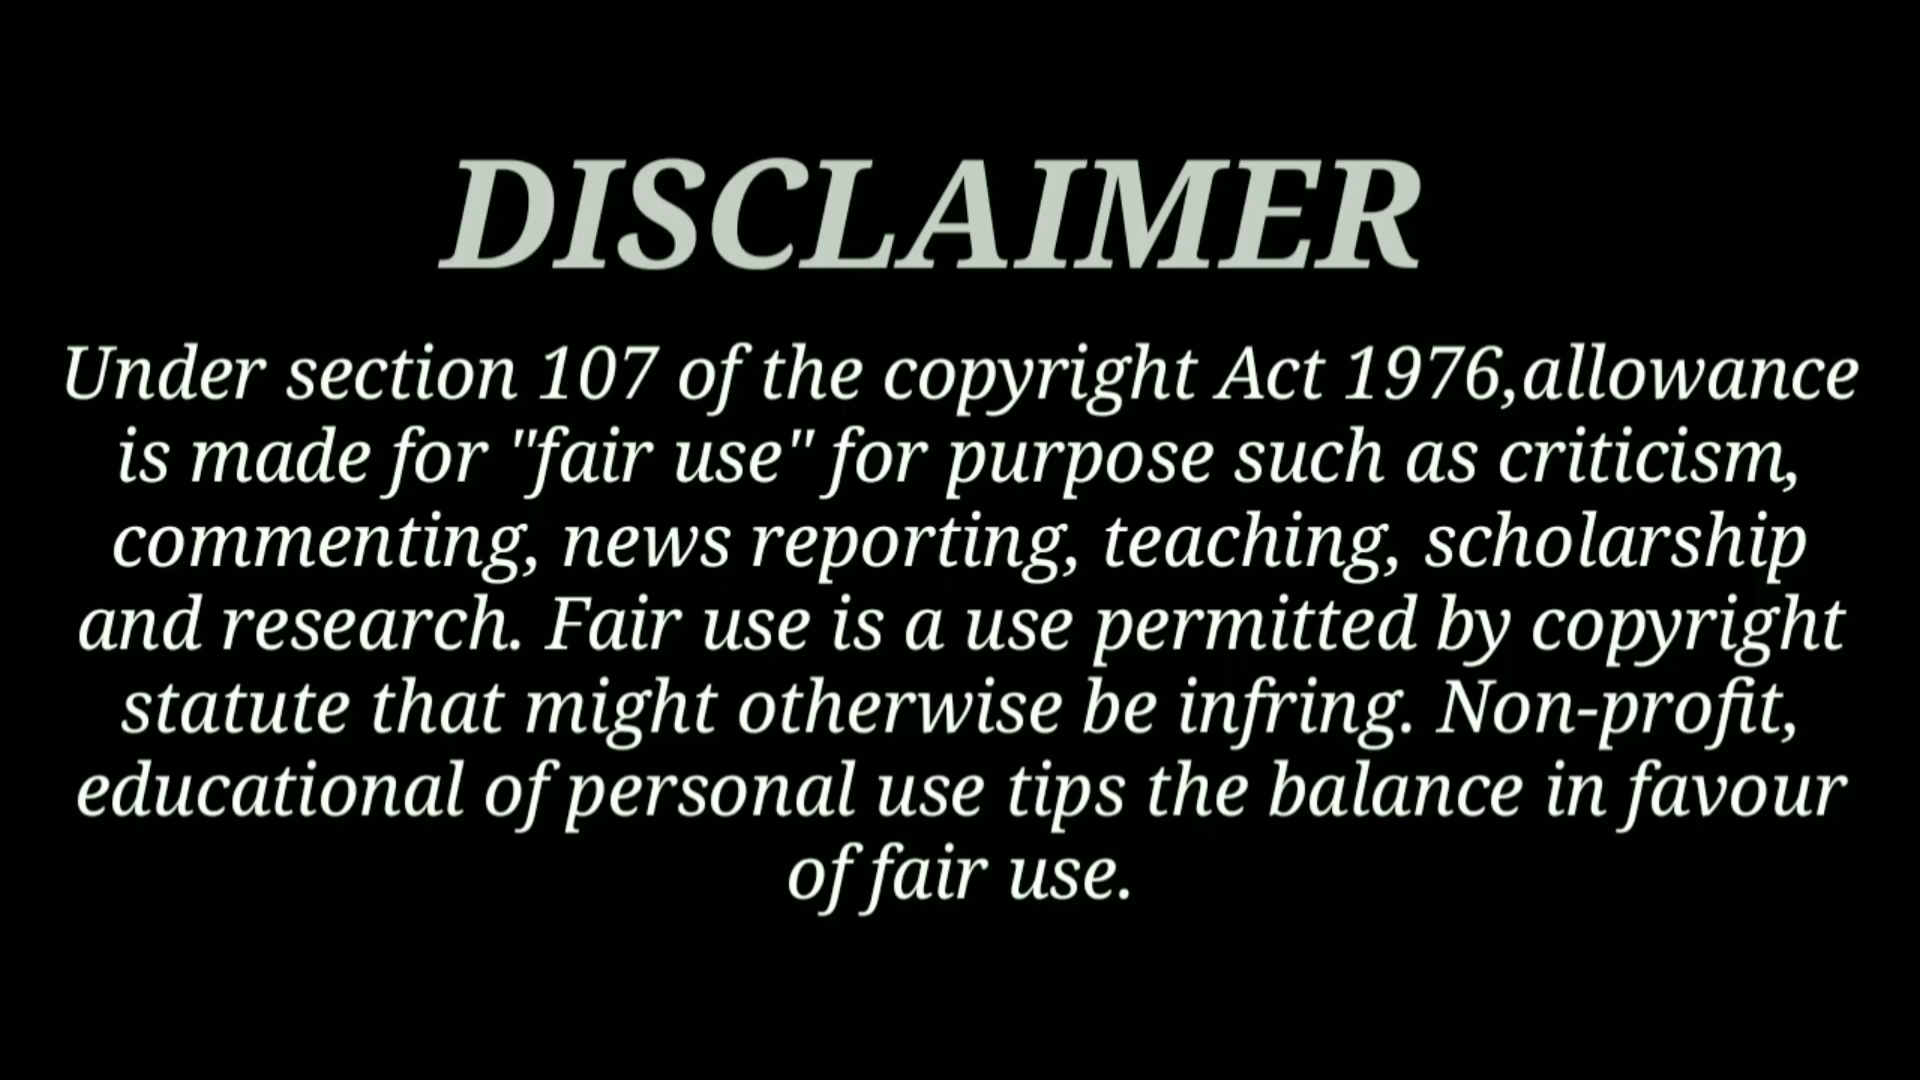 DISCLAIMER
Under section 107 of the copyright Act 1976,allowance
is made for "fair use" for purpose such as criticism,
commenting, news reporting, teaching, scholarship
and research. Fair use is a use permitted by copyright
statute that might otherwise be infring. Non-profit,
educational of personal use tips the balance in favour
of fair use.